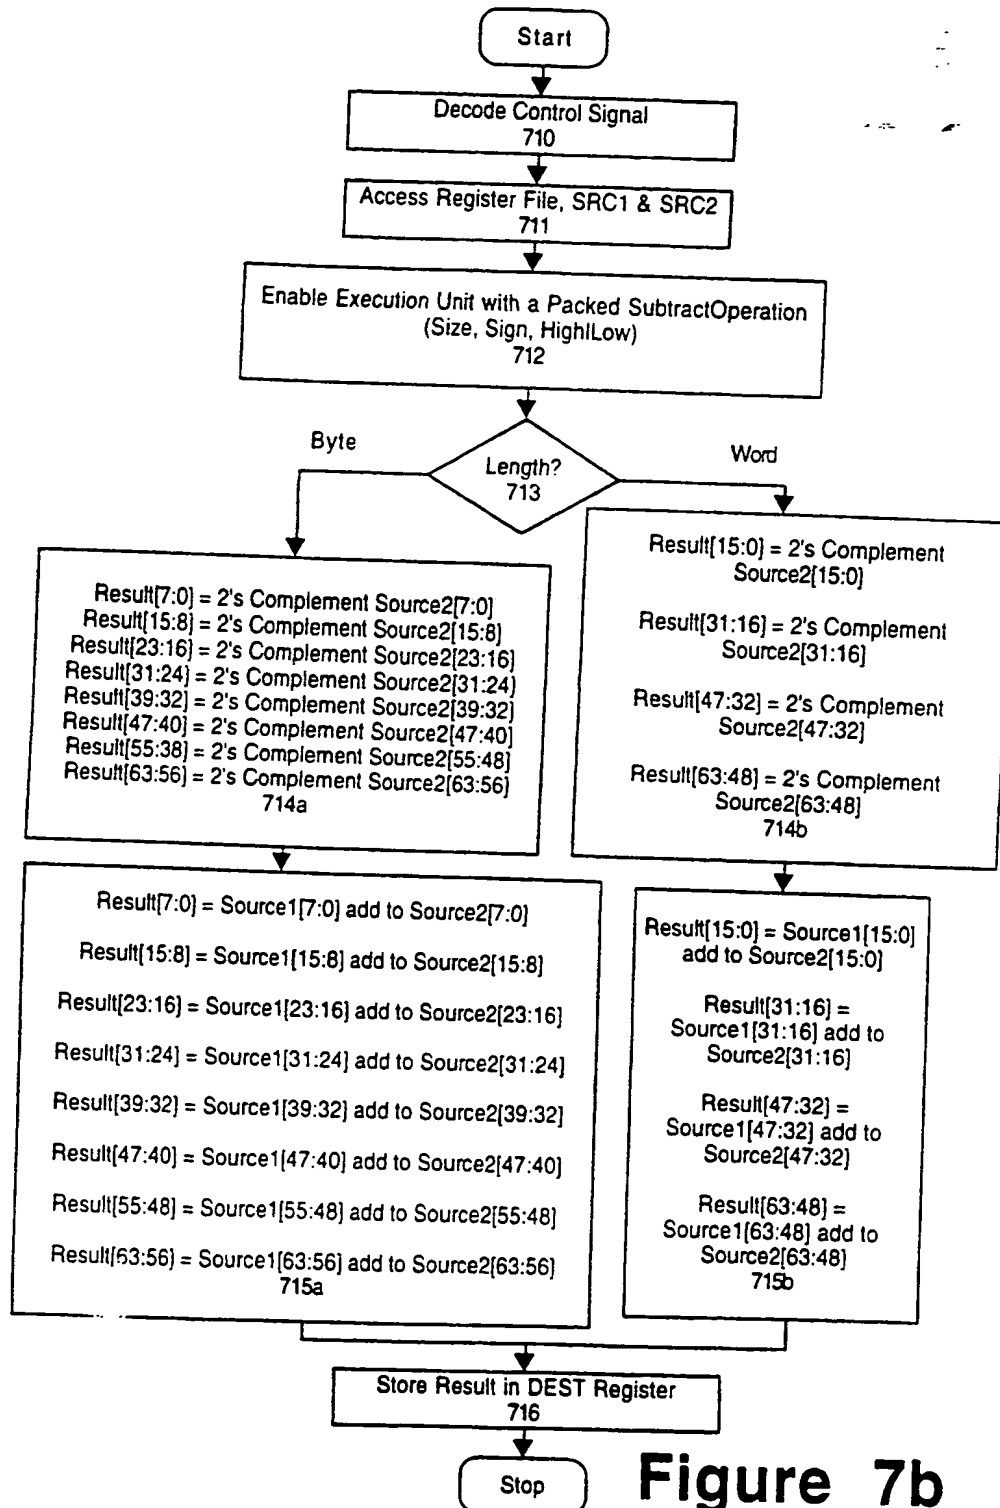 Start
Decode Control Signal
710
Access Register File, SRC1 & SRC2
711
Enable Execution Unit with a Packed SubtractOperation
(Size, Sign, HighlLow)
712
Length?
713
Byte
Word
Result[7:0] = 2's Complement Source2[7:0]
Result[15:8] = 2's Complement Source2[15:8]
Result[23:16] = 2's Complement Source2[23:16]
Result[31:24] = 2's Complement Source2[31:24]
Result[39:32] = 2's Complement Source2[39:32]
Result[47:40] = 2's Complement Source2[47:40]
Result[55:38] = 2's Complement Source2[55:48]
Result[63:56] = 2's Complement Source2[63:56]
714a
Result[15:0] = 2's Complement
Source2[15:0]
Result[31:16] = 2's Complement
Source2[31:16]
Result[47:32] = 2's Complement
Source2[47:32]
Result[63:48] = 2's Complement
Source2[63:48]
714b
Result[7:0] = Source1[7:0] add to Source2[7:0]
Result[15:8] = Source1[15:8] add to Source2[15:8]
Result[23:16] = Source1[23:16] add to Source2[23:16]
Result[31:24] = Source1[31:24] add to Source2[31:24]
Result[39:32] = Source1[39:32] add to Source2[39:32]
Result[47:40] = Source1[47:40] add to Source2[47:40]
Result[55:48] = Source1[55:48] add to Source2[55:48]
Result[63:56] = Source1[63:56] add to Source2[63:56]
715a
Result[15:0] = Source1[15:0]
add to Source2[15:0]
Result[31:16] =
Source1[31:16] add to
Source2[31:16]
Result[47:32] =
Source1[47:32] add to
Source2[47:32]
Result[63:48] =
Source1[63:48] add to
Source2[63:48]
715b
Store Result in DEST Register
716
Stop
Figure 7b